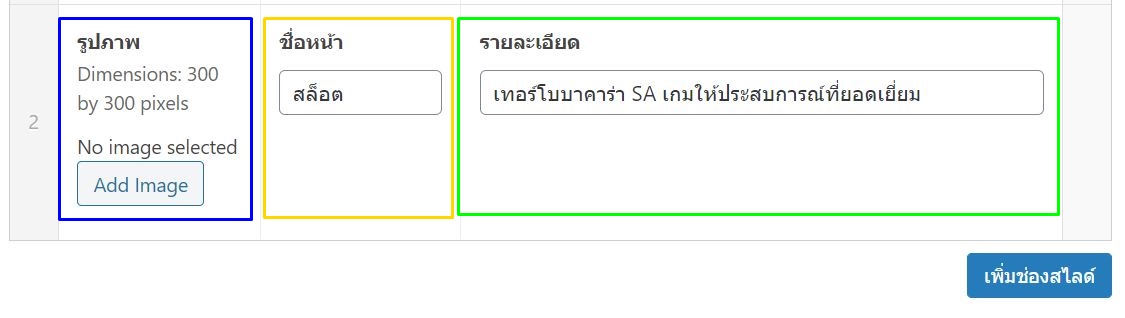 รูปภาพ
Dimensions: 300
by 300 pixels
No image selected
Add Image
ชื่อหน้า
สล็อต
รายละเอียด
เทอร์โบบาคาร่า SA เกมให้ประสบการณ์ที่ยอดเยี่ยม
2
เพิ่มช่องสไลด์